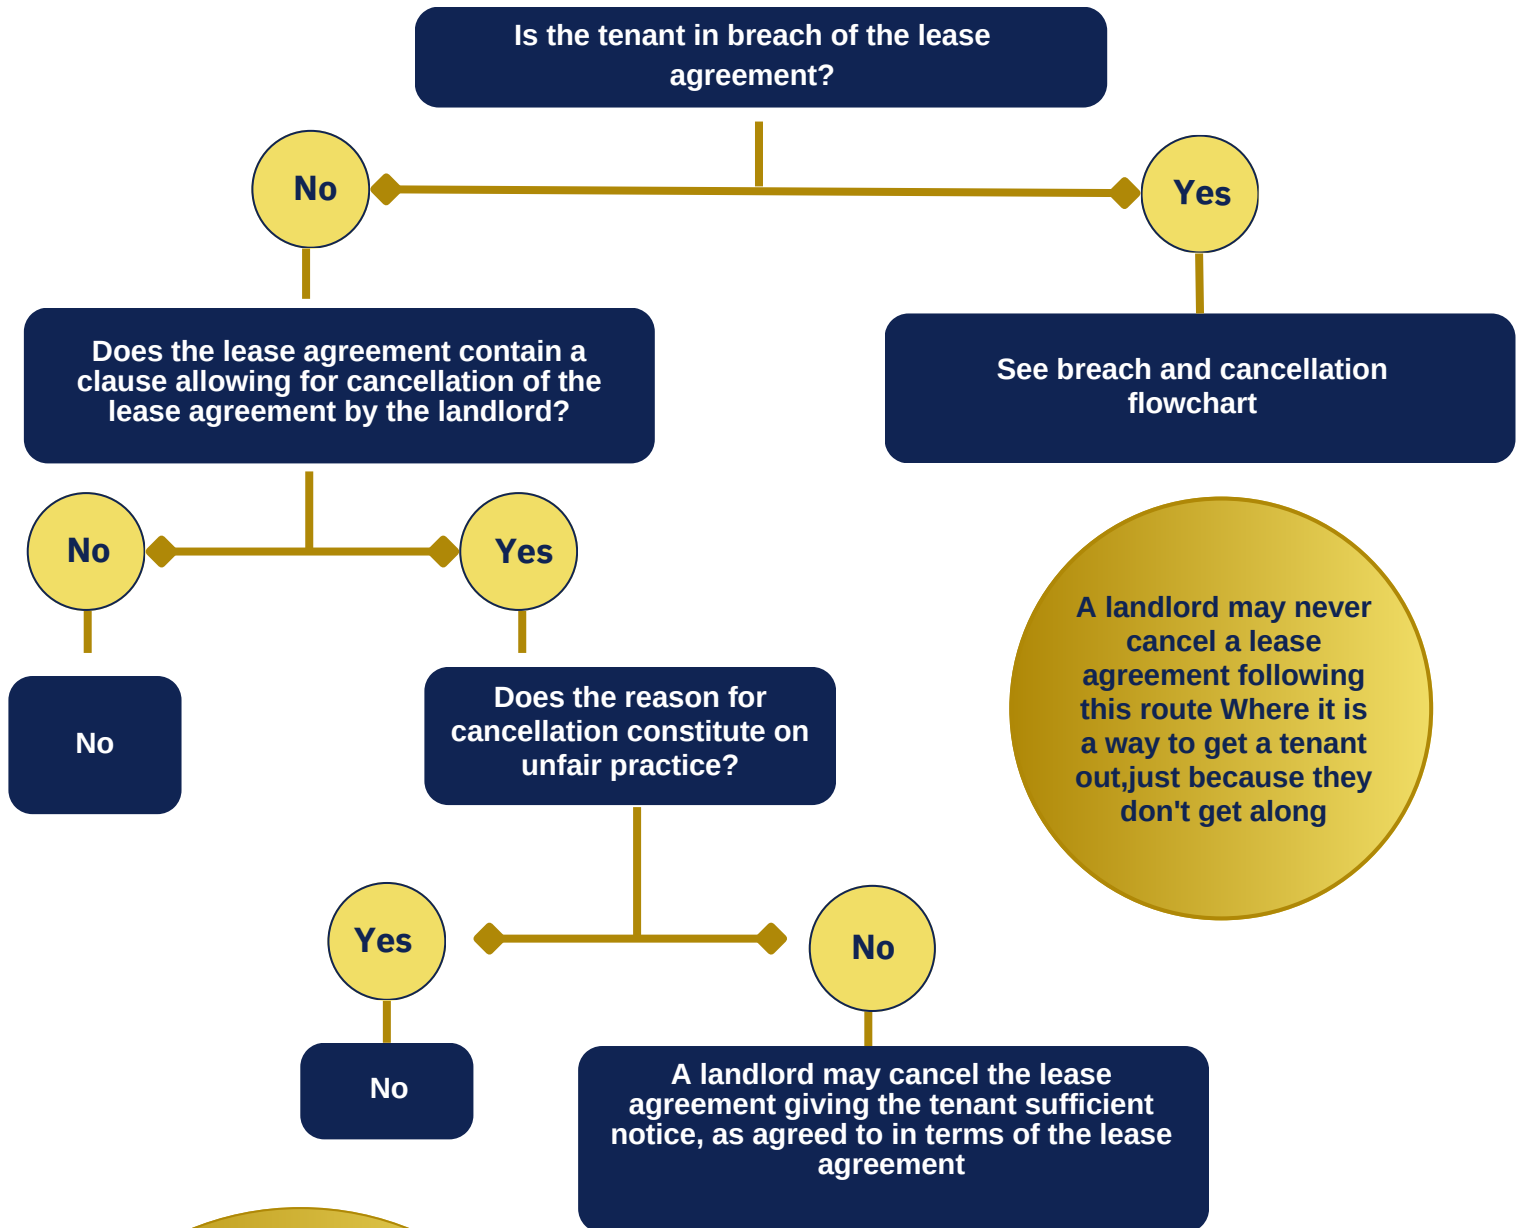 Is the tenant in breach of the lease
agreement?
No
Yes
Does the lease agreement contain a
clause allowing for cancellation of the
lease agreement by the landlord?
See breach and cancellation
flowchart
No
Yes
A landlord may never
cancel a lease
agreement following
this route Where it is
a way to get a tenant
out,just because they
don't get along
No
Does the reason for
cancellation constitute on
unfair practice?
Yes
No
No
A landlord may cancel the lease
agreement giving the tenant sufficient
notice, as agreed to in terms of the lease
agreement